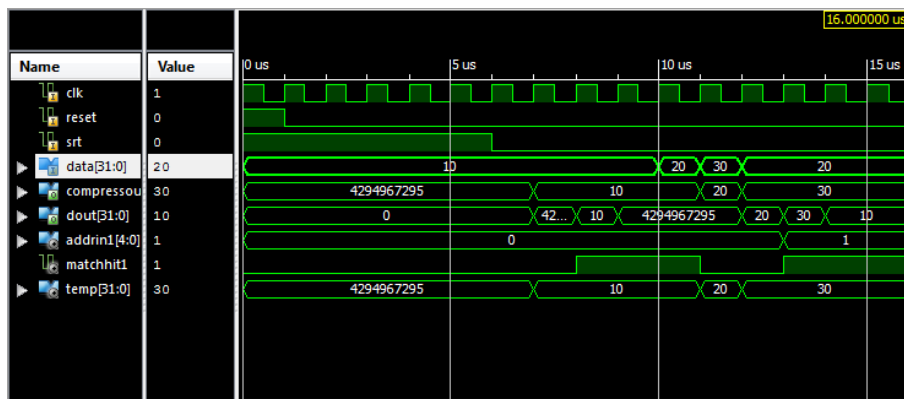 16.000000 us
Name Value 0 us 5 us 10 us 15 us
clk 1
reset 0
srt 0
data[31:0] 20 10 20 30 20
compressou 30 4294967295 10 20 30
dout[31:0] 10 0 42... 10 4294967295 20 30 10
addrin1[4:0] 1 0 1
matchhit1 1
temp[31:0] 30 4294967295 10 20 30